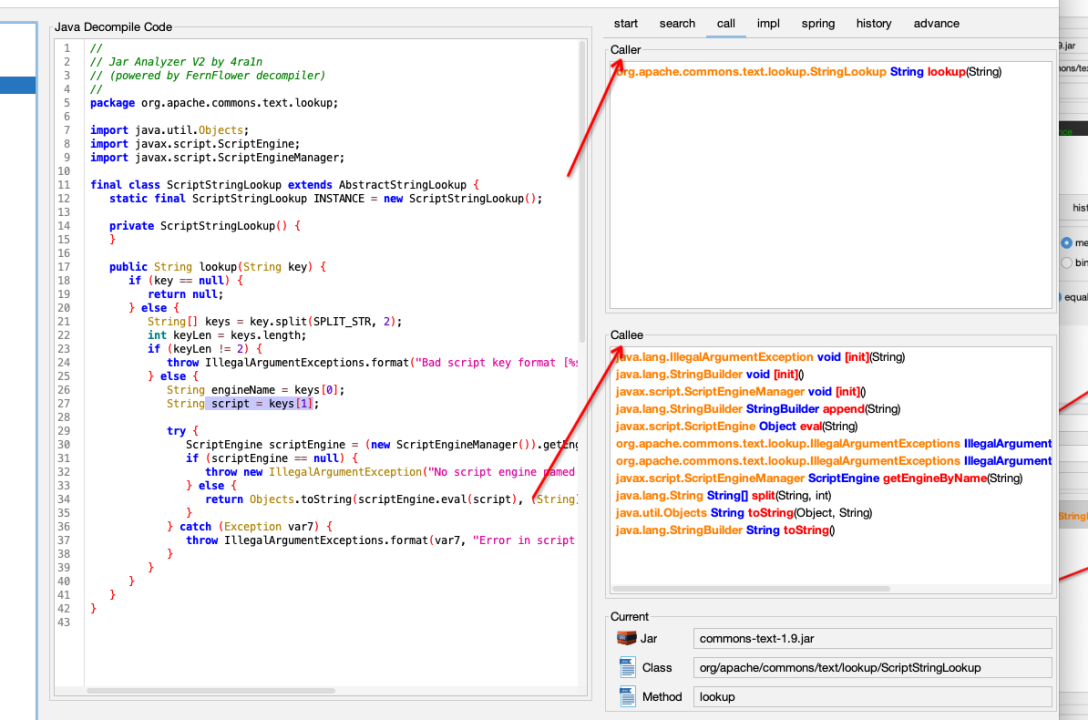 Java Decompile Code
1 //
2 // Jar Analyzer V2 by 4ra1n
3 // (powered by FernFlower decompiler)
4 //
5 package org.apache.commons.text.lookup;
6
7 import java.util.Objects;
8 import javax.script.ScriptEngine;
9 import javax.script.ScriptEngineManager;
10
11 final class ScriptStringLookup extends AbstractStringLookup {
12 static final ScriptStringLookup INSTANCE = new ScriptStringLookup();
13
14 private ScriptStringLookup() {
15 }
16
17 public String lookup(String key) {
18 if (key == null) {
19 return null;
20 } else {
21 String[] keys = key.split(SPLIT_STR, 2);
22 int keyLen = keys.length;
23 if (keyLen != 2) {
24 throw IllegalArgumentExceptions.format("Bad script key format [%s
25 } else {
26 String engineName = keys[0];
27 String script = keys[1];
28
29 try {
30 ScriptEngine scriptEngine = (new ScriptEngineManager()).getEng
31 if (scriptEngine == null) {
32 throw new IllegalArgumentException("No script engine named
33 } else {
34 return Objects.toString(scriptEngine.eval(script), (String)
35 }
36 } catch (Exception var7) {
37 throw IllegalArgumentExceptions.format(var7, "Error in script
38 }
39 }
40 }
41 }
42 }
43
start search call impl spring history advance
Caller
org.apache.commons.text.lookup.StringLookup String lookup(String)
Callee
java.lang.IllegalArgumentException void [init](String)
java.lang.StringBuilder void [init]()
javax.script.ScriptEngineManager void [init]()
java.lang.StringBuilder StringBuilder append(String)
javax.script.ScriptEngine Object eval(String)
org.apache.commons.text.lookup.IllegalArgumentExceptions IllegalArgument
org.apache.commons.text.lookup.IllegalArgumentExceptions IllegalArgument
javax.script.ScriptEngineManager ScriptEngine getEngineByName(String)
java.lang.String String[] split(String, int)
java.util.Objects String toString(Object, String)
java.lang.StringBuilder String toString()
Current
Jar commons-text-1.9.jar
Class org/apache/commons/text/lookup/ScriptStringLookup
Method lookup
.jar
ons/te
hist
me
bin
equal
String